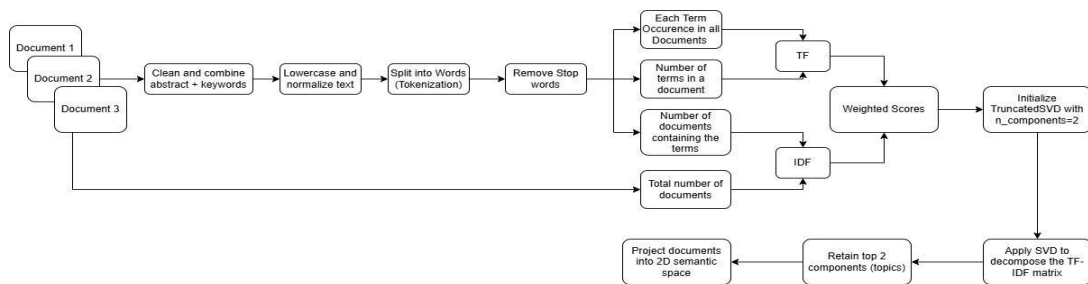 Document 1
Document 2
Document 3
Clean and combine
abstract + keywords
Lowercase and
normalize text
Split into Words
(Tokenization)
Remove Stop
words
Each Term
Occurence in all
Documents
Number of
terms in a
document
Number of
documents
containing the
terms
Total number of
documents
TF
IDF
Weighted Scores
Initialize
TruncatedSVD with
n_components=2
Apply SVD to
decompose the TF-
IDF matrix
Retain top 2
components (topics)
Project documents
into 2D semantic
space